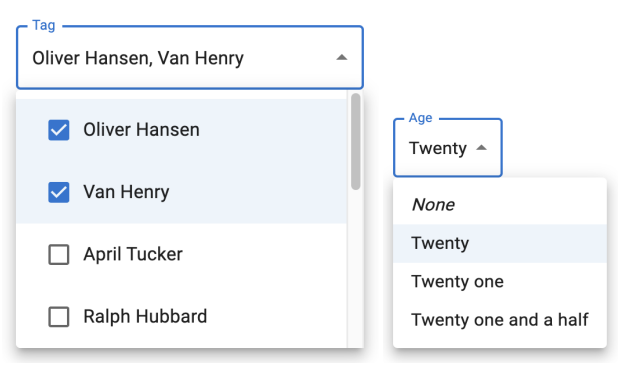 Tag
Oliver Hansen, Van Henry
Oliver Hansen
Van Henry
April Tucker
Ralph Hubbard
Age
Twenty
None
Twenty
Twenty one
Twenty one and a half